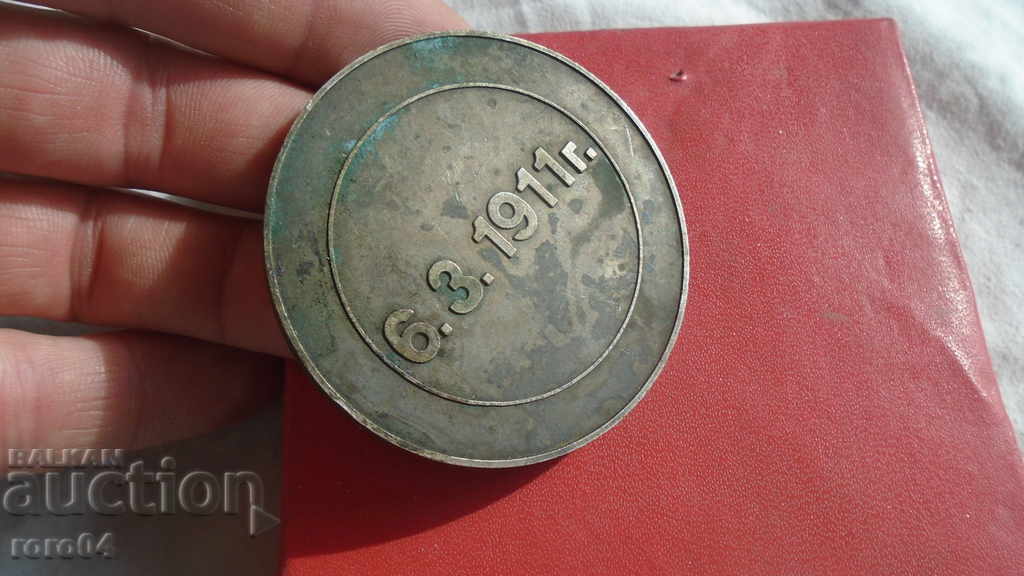 6.3.1911г.
BALKAN
auction
roro04